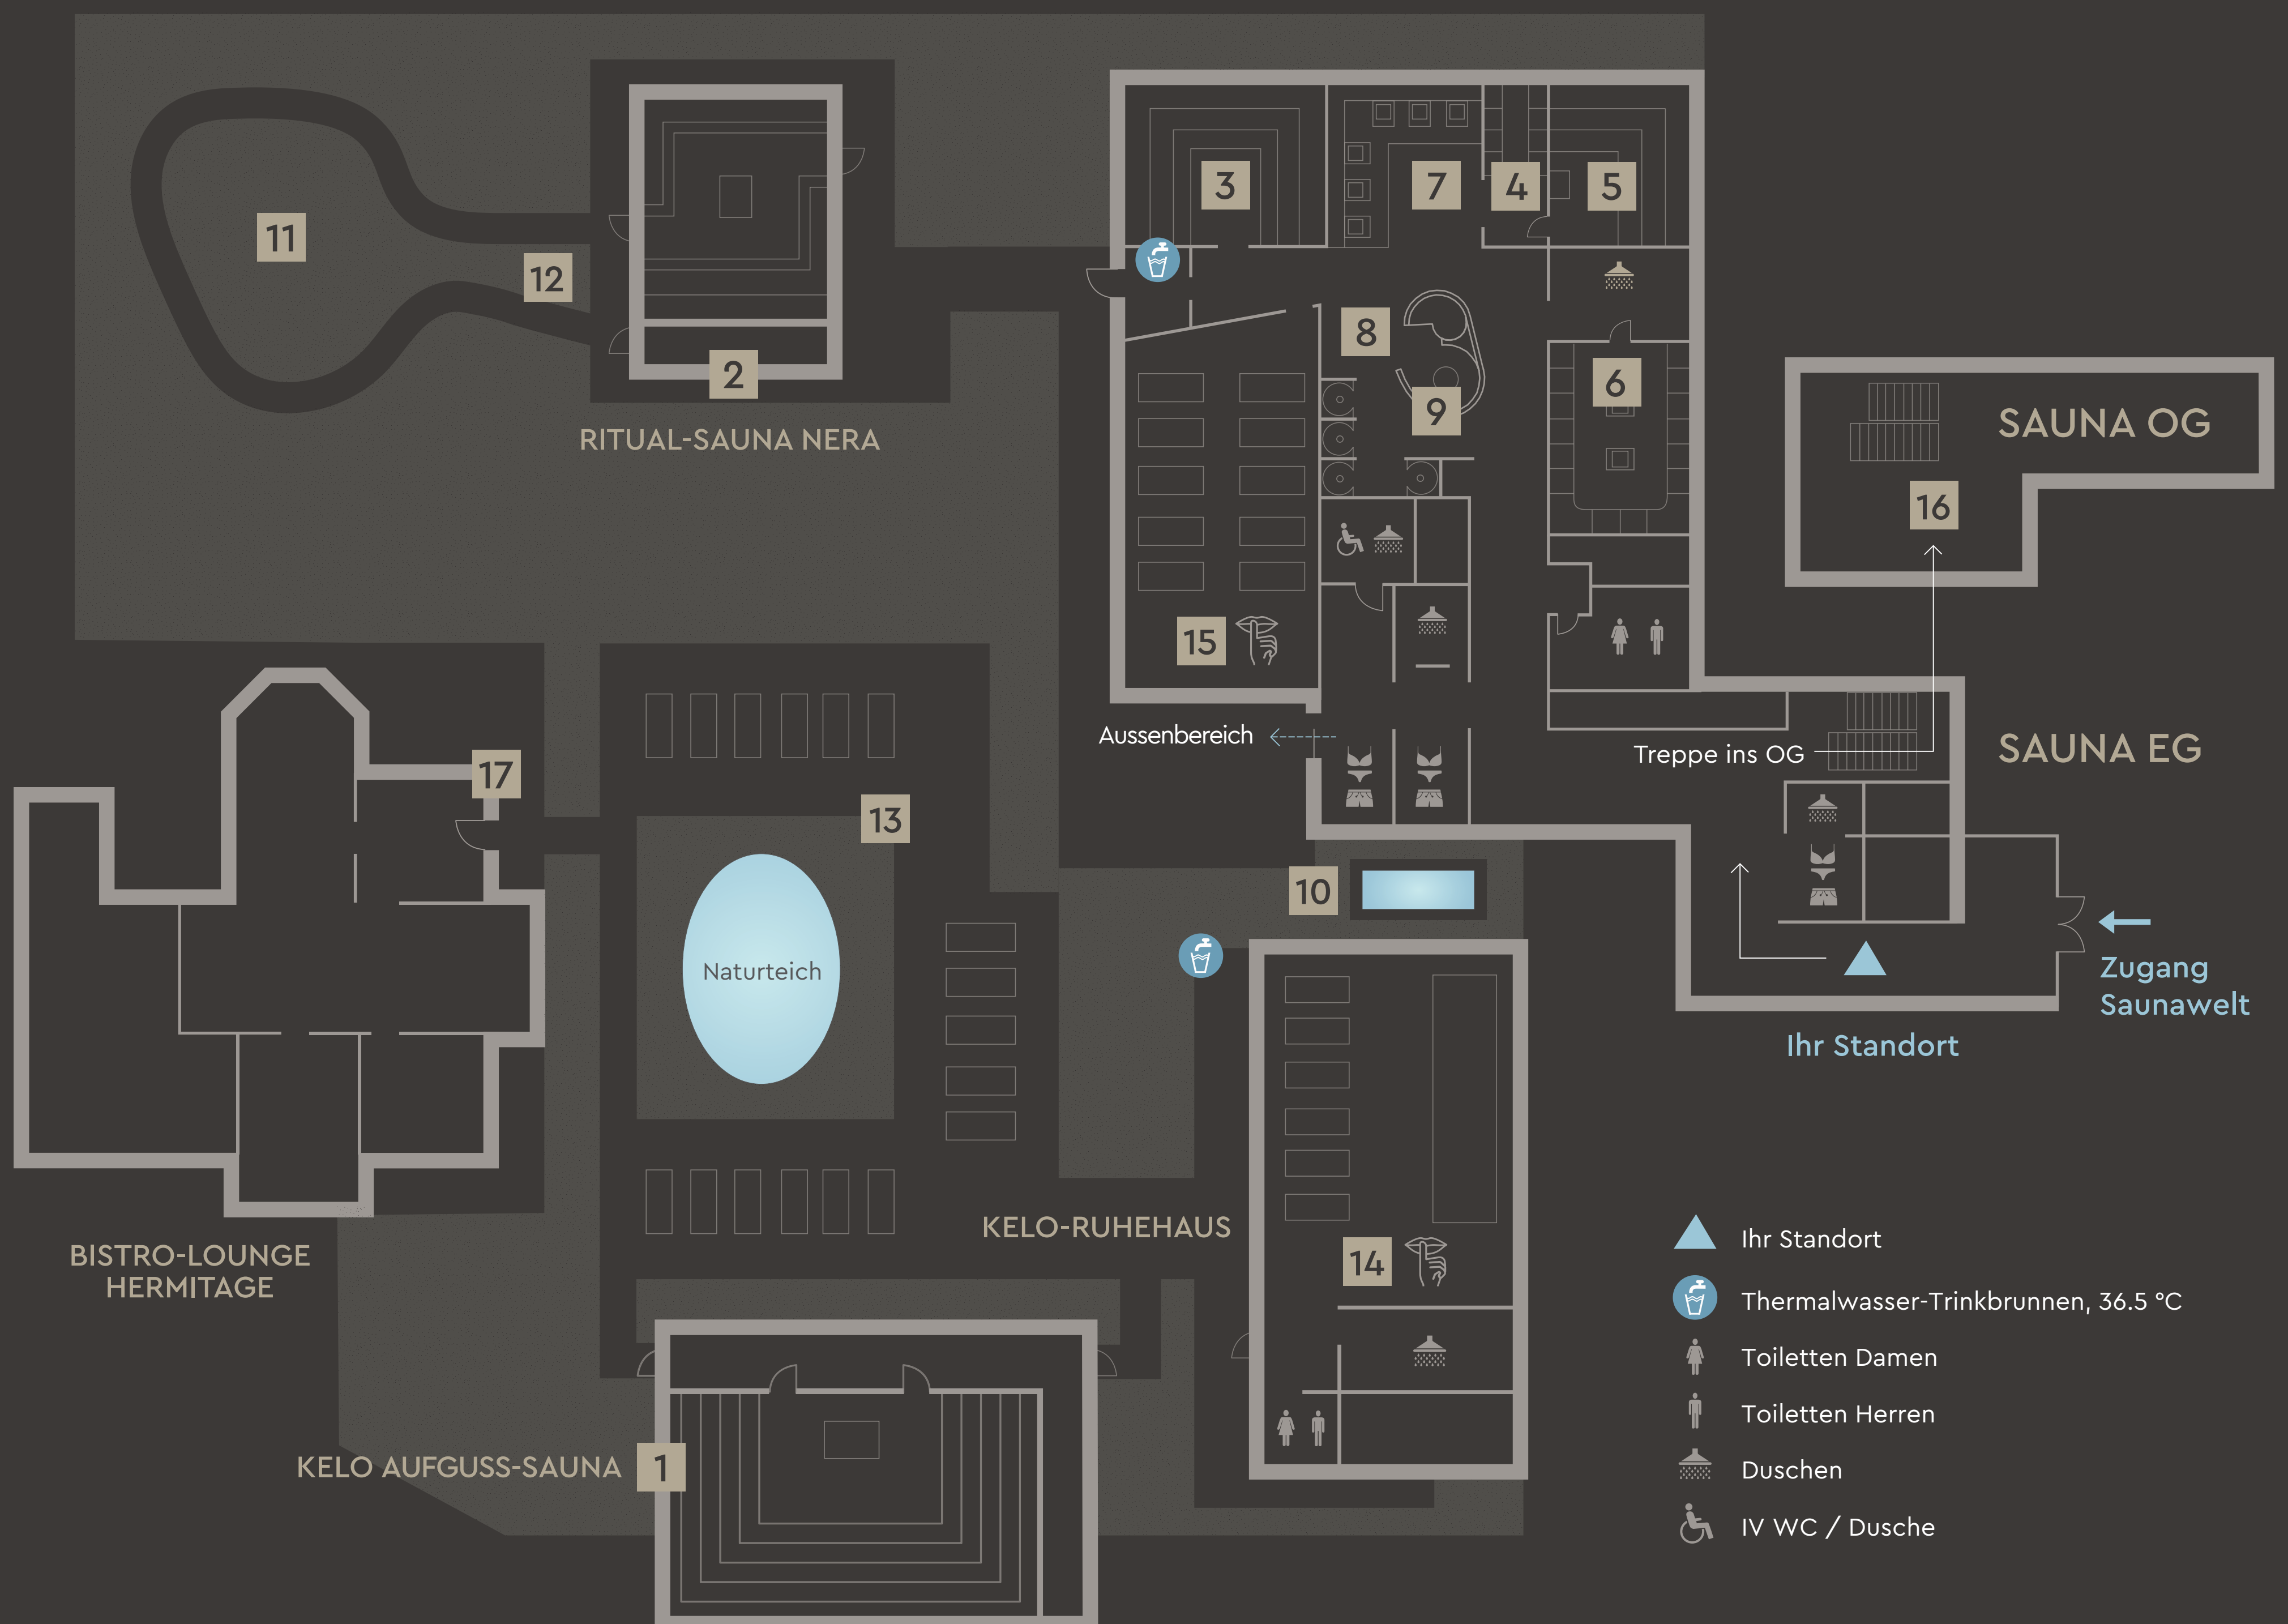 3
7
4
5
11
12
8
2
6
9
RITUAL-SAUNA NERA
SAUNA OG
16
15
Aussenbereich
Treppe ins OG
SAUNA EG
17
13
10
Naturteich
Zugang
Saunawelt
Ihr Standort
KELO-RUHEHAUS
14
BISTRO-LOUNGE
HERMITAGE
KELO AUFGUSS-SAUNA
1
Ihr Standort
Thermalwasser-Trinkbrunnen, 36.5 °C
Toiletten Damen
Toiletten Herren
Duschen
IV WC / Dusche